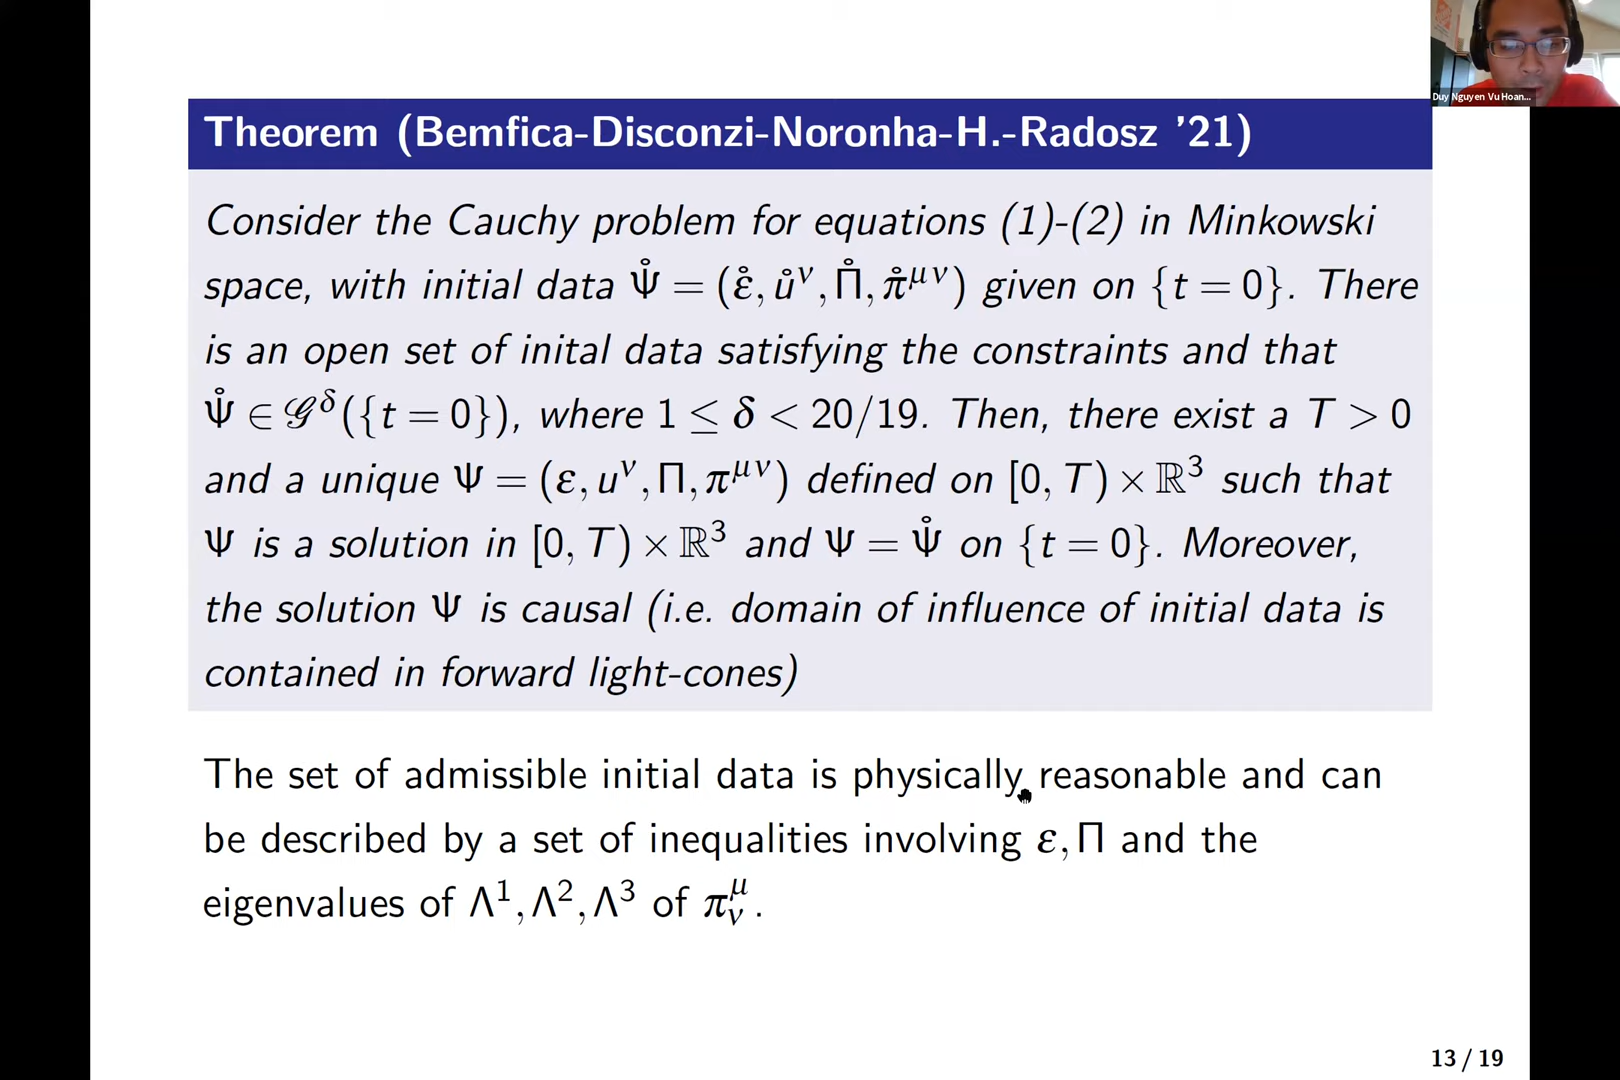 Duy Nguyen Vu Hoan...
Theorem (Bemfica-Disconzi-Noronha-H.-Radosz ’21)
Consider the Cauchy problem for equations (1)-(2) in Minkowski
space, with initial data Ψ̊ = (ε̊, ůᵛ, Π̊, π̊^{μν}) given on {t = 0}. There
is an open set of inital data satisfying the constraints and that
Ψ̊ ∈ 𝒢^δ({t = 0}), where 1 ≤ δ < 20/19. Then, there exist a T > 0
and a unique Ψ = (ε, u^ν, Π, π^{μν}) defined on [0, T) × ℝ³ such that
Ψ is a solution in [0, T) × ℝ³ and Ψ = Ψ̊ on {t = 0}. Moreover,
the solution Ψ is causal (i.e. domain of influence of initial data is
contained in forward light-cones)
The set of admissible initial data is physically reasonable and can
be described by a set of inequalities involving ε, Π and the
eigenvalues of Λ¹, Λ², Λ³ of π^μ_ν.
13 / 19